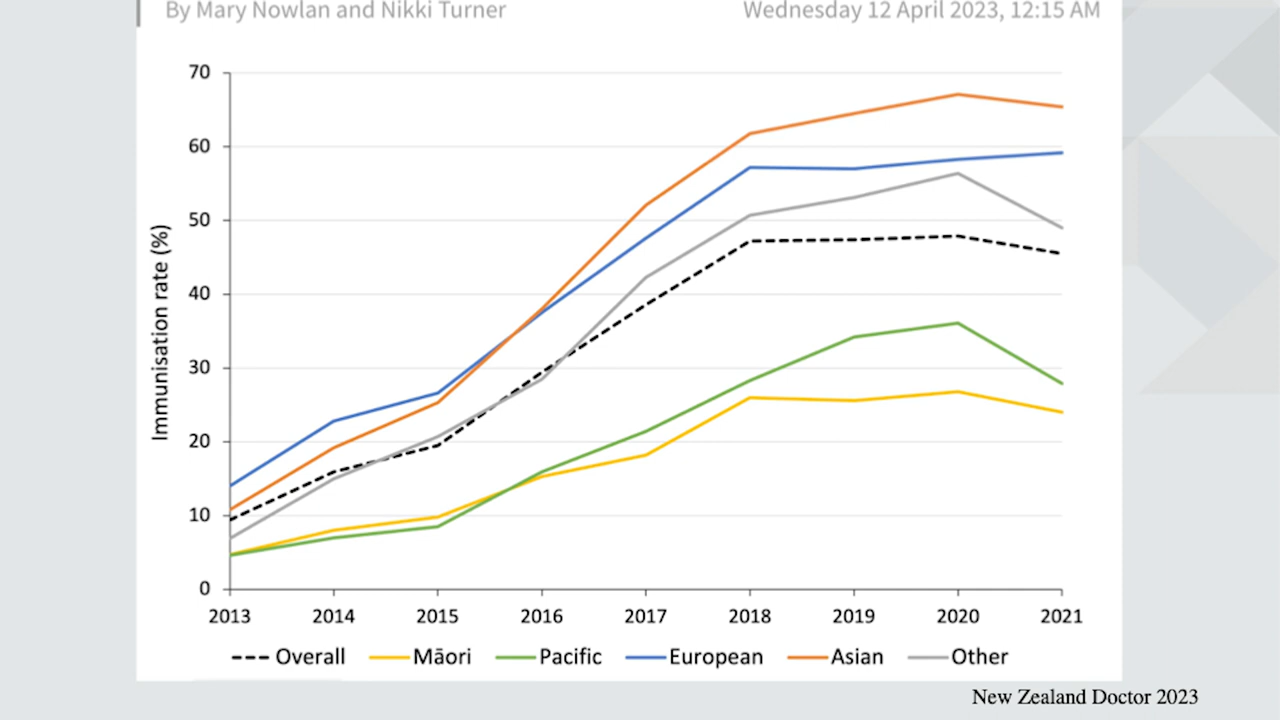 By Mary Nowlan and Nikki Turner
Wednesday 12 April 2023, 12:15 AM
70
60
50
40
30
20
10
0
Immunisation rate (%)
2013 2014 2015 2016 2017 2018 2019 2020 2021
Overall Māori Pacific European Asian Other
New Zealand Doctor 2023